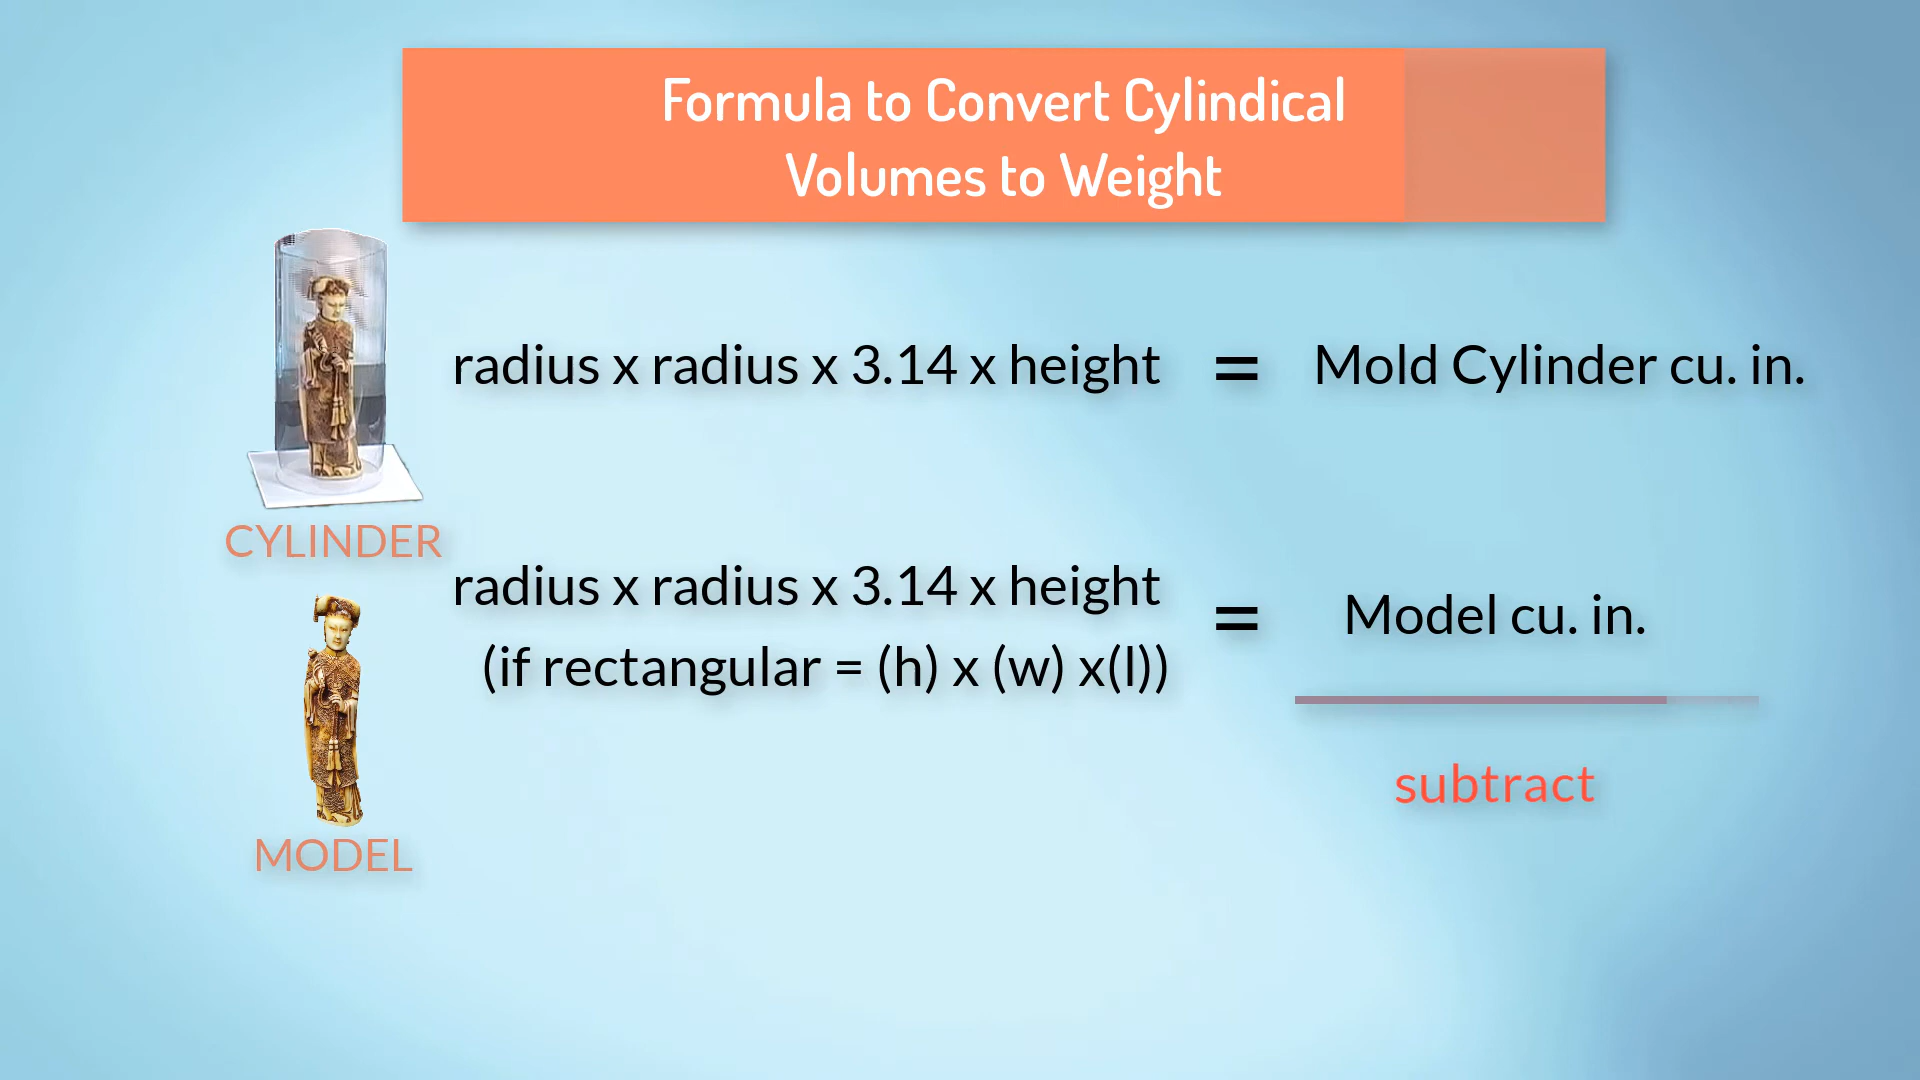 Formula to Convert Cylindical
Volumes to Weight
radius x radius x 3.14 x height = Mold Cylinder cu. in.
CYLINDER
radius x radius x 3.14 x height
(if rectangular = (h) x (w) x(l))
= Model cu. in.
subtract
MODEL